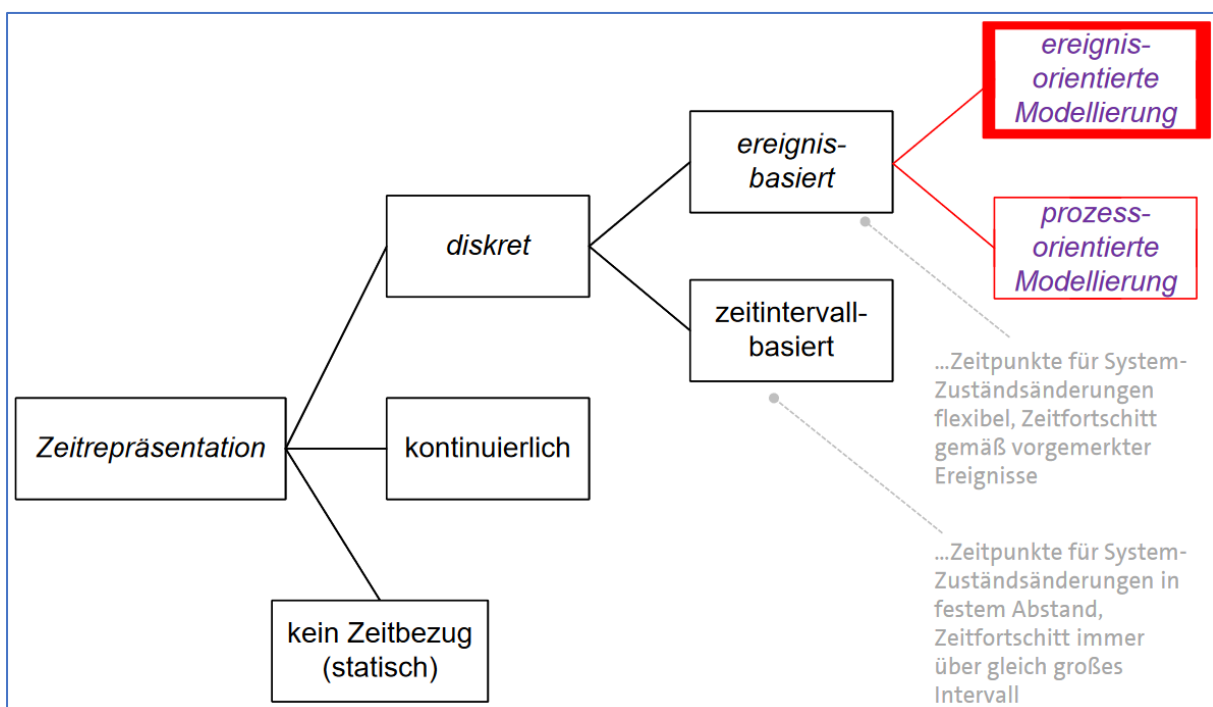 ereignis-
orientierte
Modellierung
ereignis-
basiert
prozess-
orientierte
Modellierung
diskret
zeitintervall-
basiert
...Zeitpunkte für System-
Zuständsänderungen
flexibel, Zeitfortschitt
gemäß vorgemerkter
Ereignisse
Zeitrepräsentation
kontinuierlich
...Zeitpunkte für System-
Zuständsänderungen in
festem Abstand,
Zeitfortschitt immer
über gleich großes
Intervall
kein Zeitbezug
(statisch)